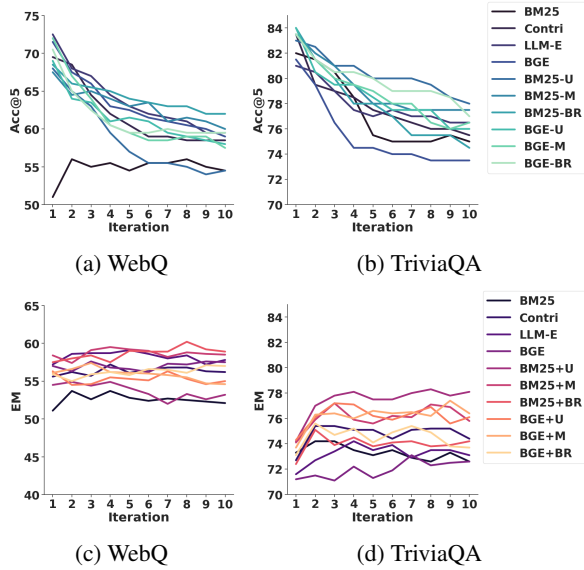 75
70
65
60
55
50
Acc@5
1 2 3 4 5 6 7 8 9 10
Iteration
(a) WebQ
86
84
82
80
78
76
74
72
70
68
Acc@5
1 2 3 4 5 6 7 8 9 10
Iteration
(b) TriviaQA
BM25
Contri
LLM-E
BGE
BM25-U
BM25-M
BM25-BR
BGE-U
BGE-M
BGE-BR
65
60
55
50
45
40
EM
1 2 3 4 5 6 7 8 9 10
Iteration
(c) WebQ
84
82
80
78
76
74
72
70
EM
1 2 3 4 5 6 7 8 9 10
Iteration
(d) TriviaQA
BM25
Contri
LLM-E
BGE
BM25+U
BM25+M
BM25+BR
BGE+U
BGE+M
BGE+BR